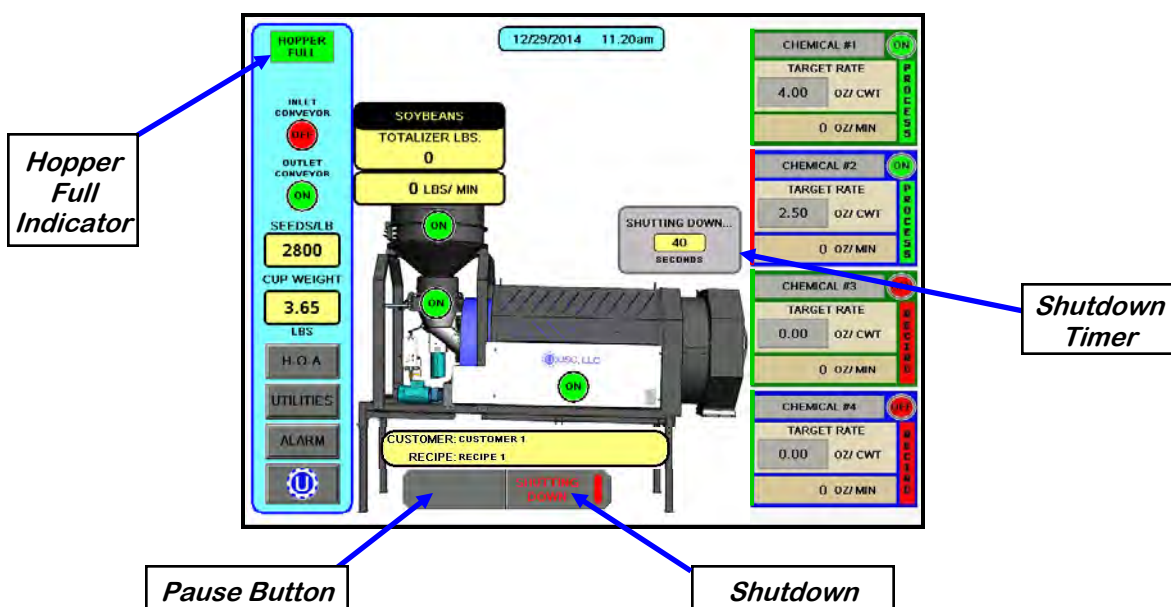 HOPPER
FULL
12/29/2014 11.20am
INLET
CONVEYOR
OFF
OUTLET
CONVEYOR
ON
SEEDS/LB
2800
CUP WEIGHT
3.65
LBS
H-O-A
UTILITIES
ALARM
U
SOYBEANS
TOTALIZER LBS.
0
0 LBS/ MIN
ON
ON
USC, LLC
ON
SHUTTING DOWN...
40
SECONDS
CUSTOMER: CUSTOMER 1
RECIPE: RECIPE 1
SHUTTING
DOWN
CHEMICAL #1
ON
TARGET RATE
4.00 OZ/ CWT
0 OZ/ MIN
PROCESS
CHEMICAL #2
ON
TARGET RATE
2.50 OZ/ CWT
0 OZ/ MIN
PROCESS
CHEMICAL #3
OFF
TARGET RATE
0.00 OZ/ CWT
0 OZ/ MIN
CHEMICAL #4
OFF
TARGET RATE
0.00 OZ/ CWT
0 OZ/ MIN
Hopper
Full
Indicator
Shutdown
Timer
Pause Button
Shutdown